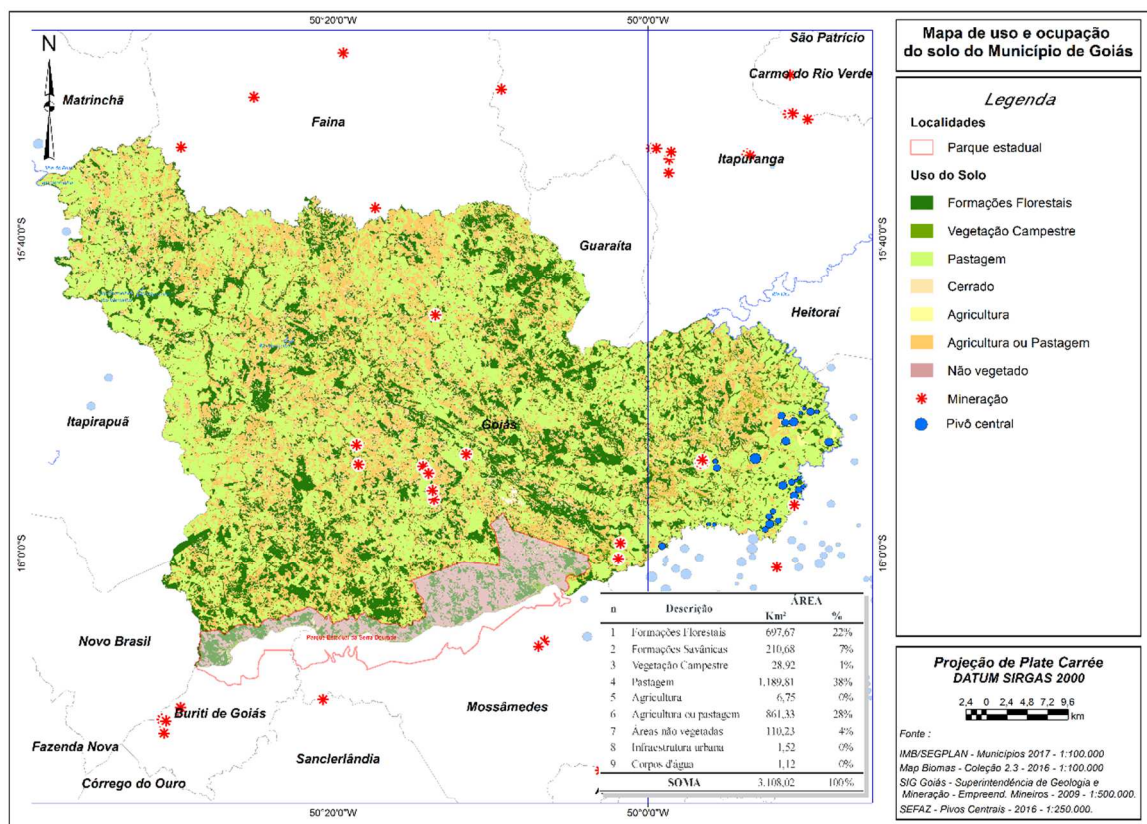 Mapa de uso e ocupação
do solo do Município de Goiás
Legenda
Localidades
Parque estadual
Uso do Solo
Formações Florestais
Vegetação Campestre
Pastagem
Cerrado
Agricultura
Agricultura ou Pastagem
Não vegetado
Mineração
Pivô central
Projeção de Plate Carrée
DATUM SIRGAS 2000
2,4 0 2,4 4,8 7,2 9,6
km
Fonte :
IMB/SEGPLAN - Municípios 2017 - 1:100.000
Map Biomas - Coleção 2.3 - 2016 - 1:100.000
SIG Goiás - Superintendência de Geologia e
Mineração - Empreend. Mineiros - 2009 - 1:500.000.
SEFAZ - Pivos Centrais - 2016 - 1:250.000.
50°20'0"W
50°0'0"W
N
São Patrício
Carmo do Rio Verde
Matrinchã
Faina
Itapuranga
15°40'0"S
15°40'0"S
Guaraíta
Heitoraí
Itapirapuã
Goiás
16°0'0"S
16°0'0"S
Novo Brasil
Buriti de Goiás
Mossâmedes
Fazenda Nova
Sanclerlândia
Córrego do Ouro
n Descrição ÁREA
Km² %
1 Formações Florestais 697,67 22%
2 Formações Savânicas 210,68 7%
3 Vegetação Campestre 28,92 1%
4 Pastagem 1.189,81 38%
5 Agricultura 6,75 0%
6 Agricultura ou pastagem 861,33 28%
7 Áreas não vegetadas 110,23 4%
8 Infraestrutura urbana 1,52 0%
9 Corpos d'água 1,12 0%
SOMA 3.108,02 100%
50°20'0"W
50°0'0"W